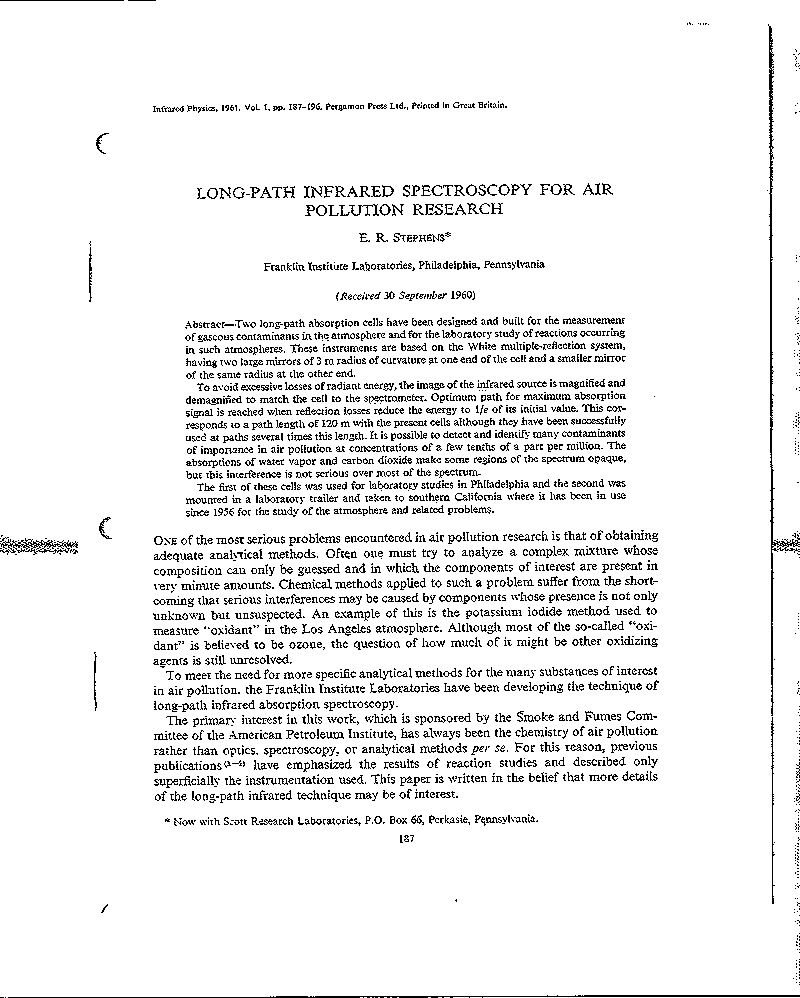 Infrared Physics, 1961, Vol. 1, pp. 187-196. Pergamon Press Ltd., Printed in Great Britain.
LONG-PATH INFRARED SPECTROSCOPY FOR AIR
POLLUTION RESEARCH
E. R. STEPHENS*
Franklin Institute Laboratories, Philadelphia, Pennsylvania
(Received 30 September 1960)
Abstract—Two long-path absorption cells have been designed and built for the measurement
of gaseous contaminants in the atmosphere and for the laboratory study of reactions occurring
in such atmospheres. These instruments are based on the White multiple-reflection system,
having two large mirrors of 3 m radius of curvature at one end of the cell and a smaller mirror
of the same radius at the other end.
To avoid excessive losses of radiant energy, the image of the infrared source is magnified and
demagnified to match the cell to the spectrometer. Optimum path for maximum absorption
signal is reached when reflection losses reduce the energy to 1/e of its initial value. This cor-
responds to a path length of 120 m with the present cells although they have been successfully
used at paths several times this length. It is possible to detect and identify many contaminants
of importance in air pollution at concentrations of a few tenths of a part per million. The
absorptions of water vapor and carbon dioxide make some regions of the spectrum opaque,
but this interference is not serious over most of the spectrum.
The first of these cells was used for laboratory studies in Philadelphia and the second was
mounted in a laboratory trailer and taken to southern California where it has been in use
since 1956 for the study of the atmosphere and related problems.
ONE of the most serious problems encountered in air pollution research is that of obtaining
adequate analytical methods. Often one must try to analyze a complex mixture whose
composition can only be guessed and in which the components of interest are present in
very minute amounts. Chemical methods applied to such a problem suffer from the short-
coming that serious interferences may be caused by components whose presence is not only
unknown but unsuspected. An example of this is the potassium iodide method used to
measure "oxidant" in the Los Angeles atmosphere. Although most of the so-called "oxi-
dant" is believed to be ozone, the question of how much of it might be other oxidizing
agents is still unresolved.
To meet the need for more specific analytical methods for the many substances of interest
in air pollution, the Franklin Institute Laboratories have been developing the technique of
long-path infrared absorption spectroscopy.
The primary interest in this work, which is sponsored by the Smoke and Fumes Com-
mittee of the American Petroleum Institute, has always been the chemistry of air pollution
rather than optics, spectroscopy, or analytical methods per se. For this reason, previous
publications have emphasized the results of reaction studies and described only
superficially the instrumentation used. This paper is written in the belief that more details
of the long-path infrared technique may be of interest.
* Now with Scott Research Laboratories, P.O. Box 66, Perkasie, Pennsylvania.
187